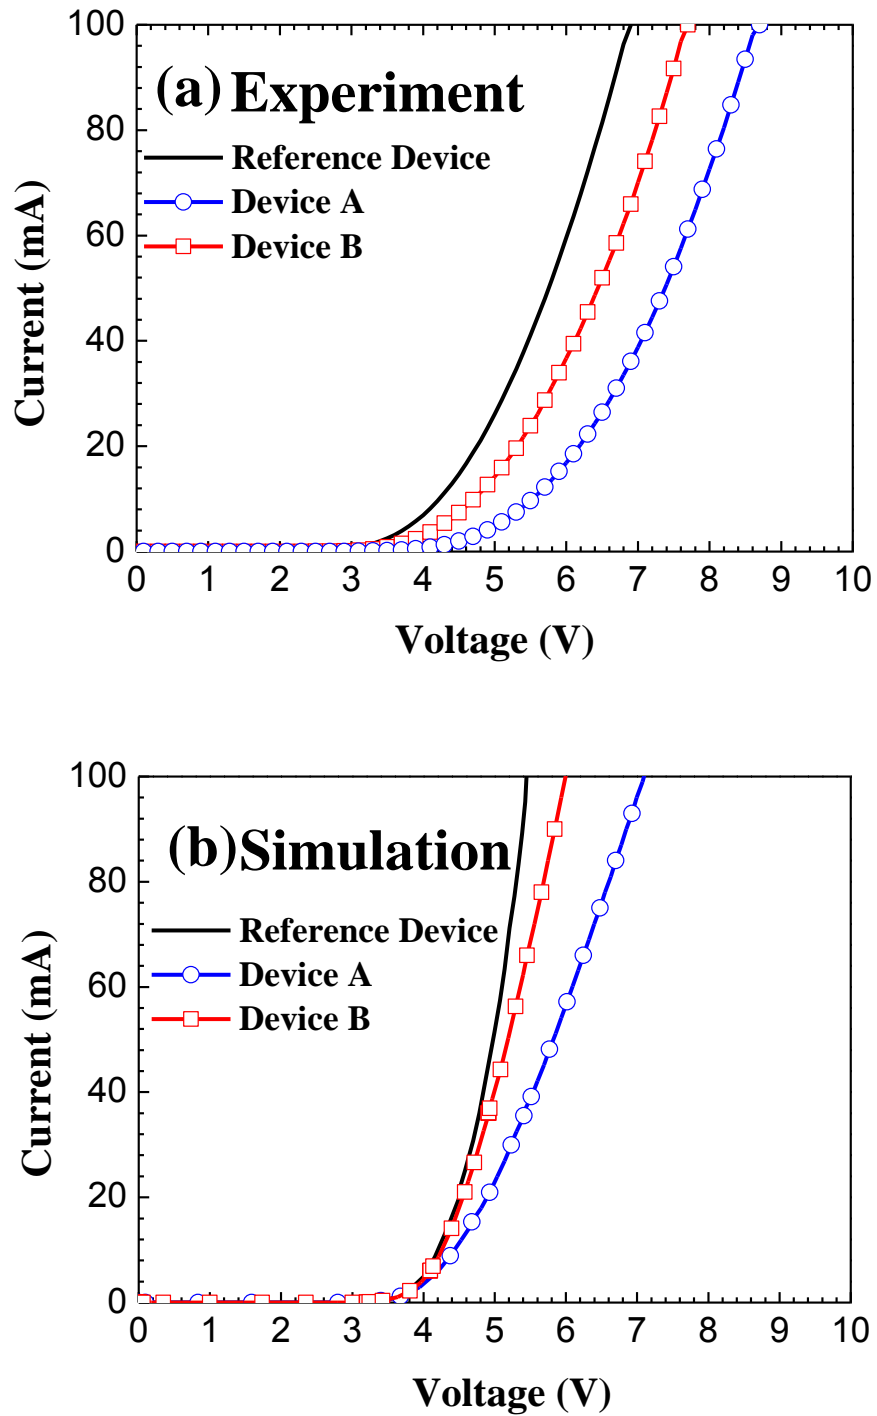 100
(a) Experiment
80
Reference Device
Device A
Device B
60
40
20
0
Current (mA)
0 1 2 3 4 5 6 7 8 9 10
Voltage (V)
100
(b) Simulation
80
Reference Device
Device A
Device B
60
40
20
0
Current (mA)
0 1 2 3 4 5 6 7 8 9 10
Voltage (V)